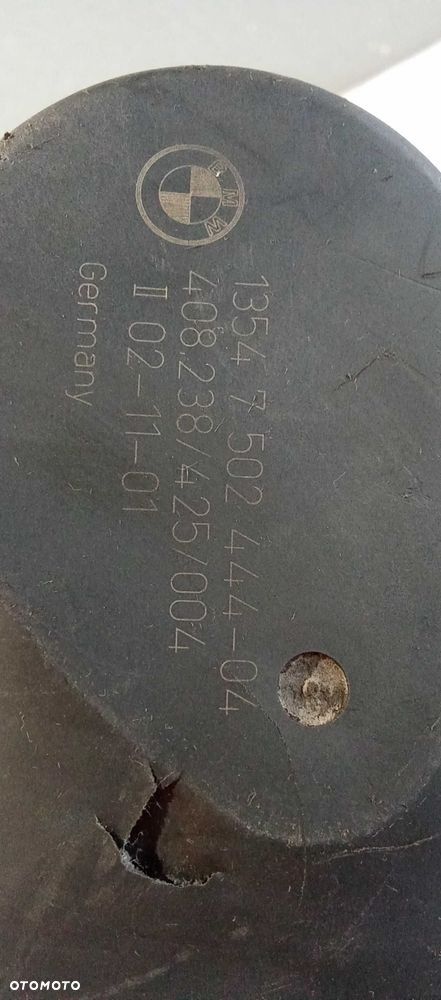 BMW
1354 7 502 444-04
408.238/425/004
II 02-11-01
Germany
OTOMOTO